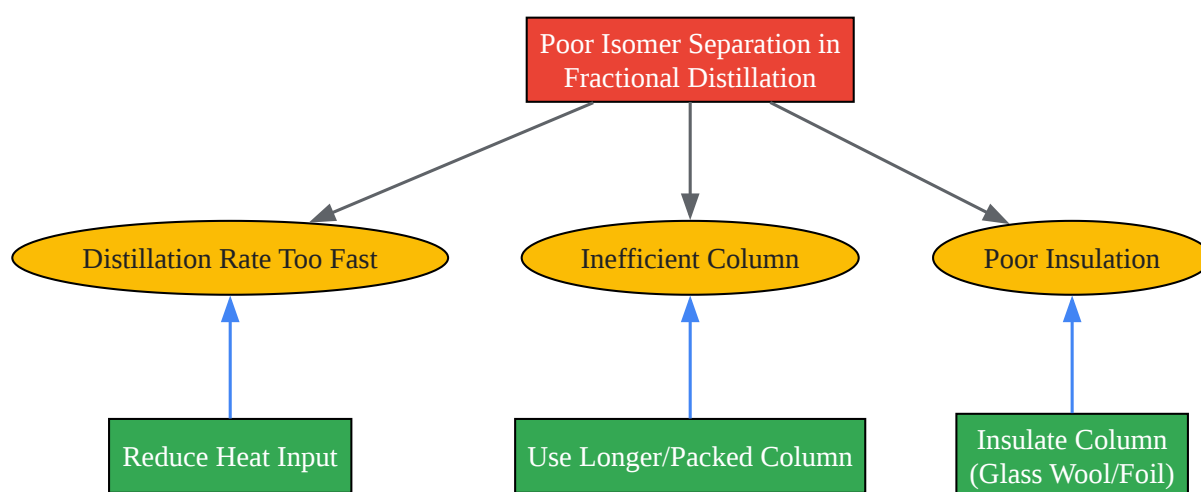 Poor Isomer Separation in
Fractional Distillation
Distillation Rate Too Fast
Inefficient Column
Poor Insulation
Reduce Heat Input
Use Longer/Packed Column
Insulate Column
(Glass Wool/Foil)